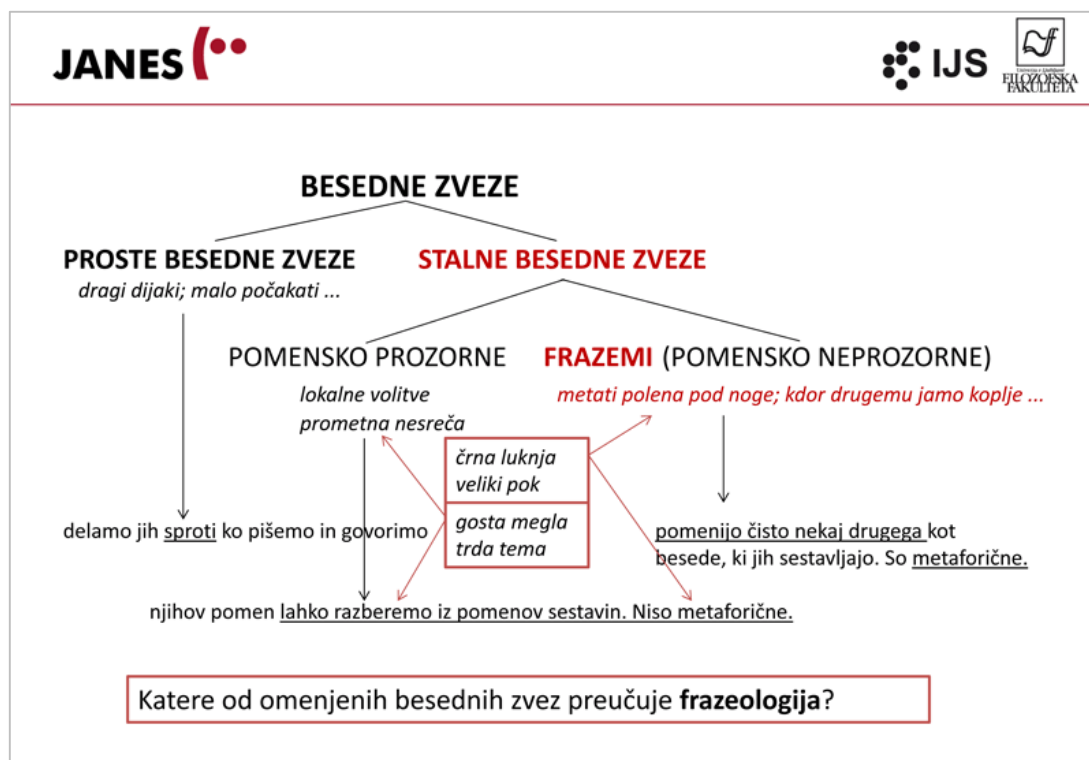 JANES
IJS
Univerza v Ljubljani
FILOZOFSKA
FAKULTETA
BESEDNE ZVEZE
PROSTE BESEDNE ZVEZE
dragi dijaki; malo počakati ...
STALNE BESEDNE ZVEZE
POMENSKO PROZORNE
lokalne volitve
prometna nesreča
FRAZEMI (POMENSKO NEPROZORNE)
metati polena pod noge; kdor drugemu jamo koplje ...
črna luknja
veliki pok
gosta megla
trda tema
delamo jih sproti ko pišemo in govorimo
pomenijo čisto nekaj drugega kot
besede, ki jih sestavljajo. So metaforične.
njihov pomen lahko razberemo iz pomenov sestavin. Niso metaforične.
Katere od omenjenih besednih zvez preučuje frazeologija?